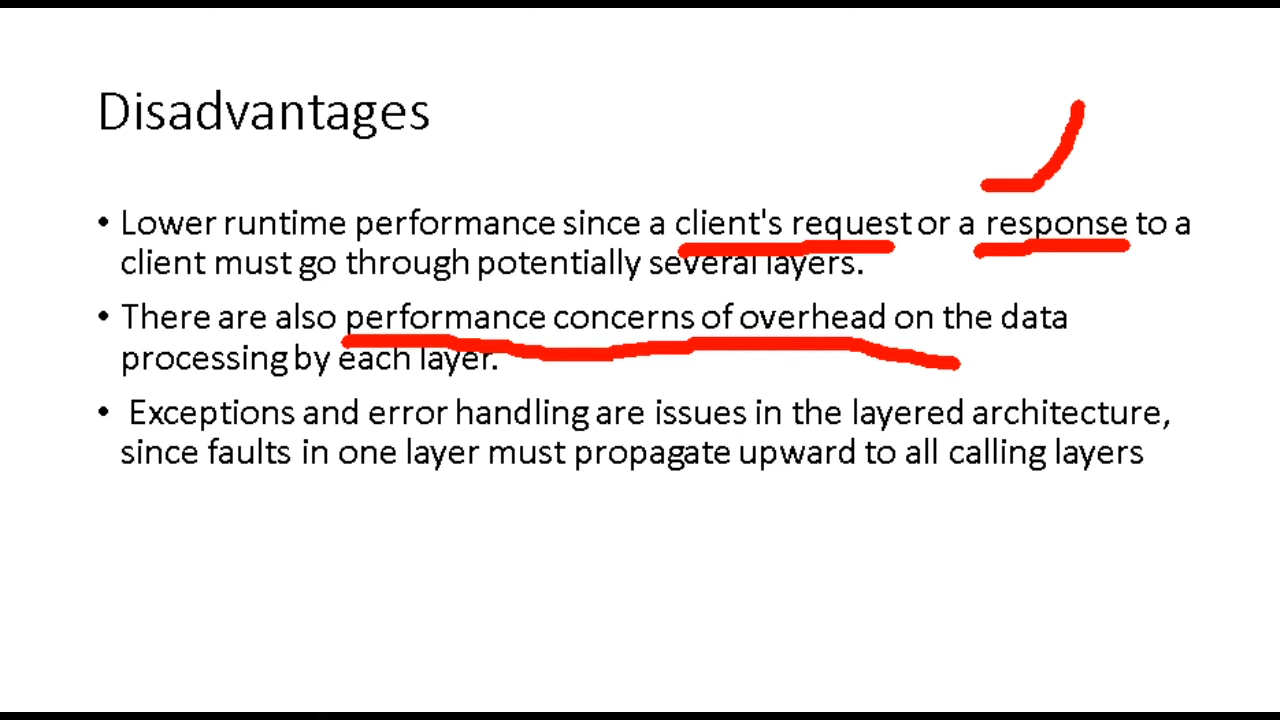 Disadvantages
• Lower runtime performance since a client's request or a response to a
client must go through potentially several layers.
• There are also performance concerns of overhead on the data
processing by each layer.
• Exceptions and error handling are issues in the layered architecture,
since faults in one layer must propagate upward to all calling layers